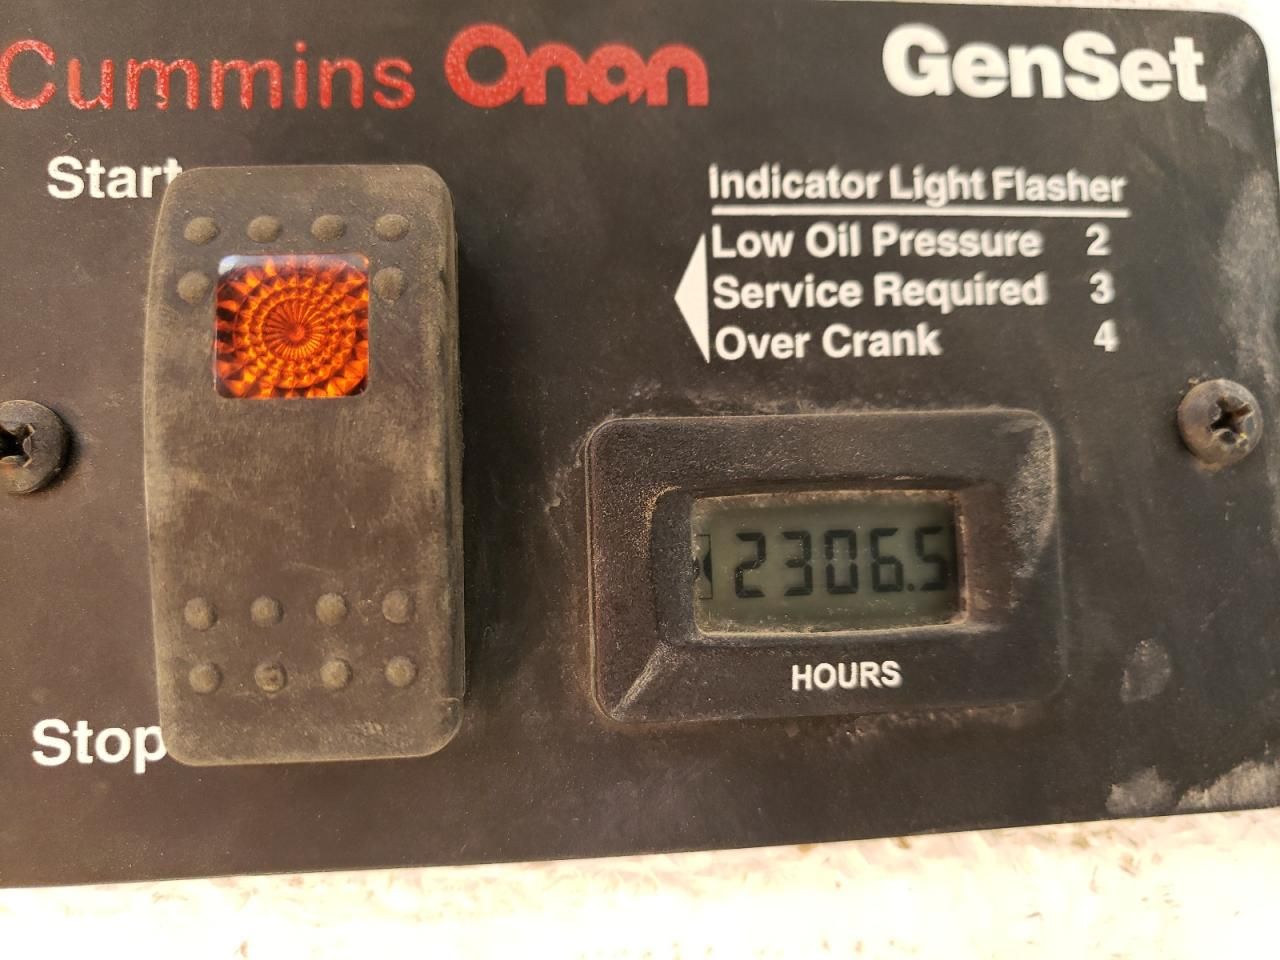 Cummins Onan GenSet
Start
Indicator Light Flasher
Low Oil Pressure 2
Service Required 3
Over Crank 4
2306.5
HOURS
Stop